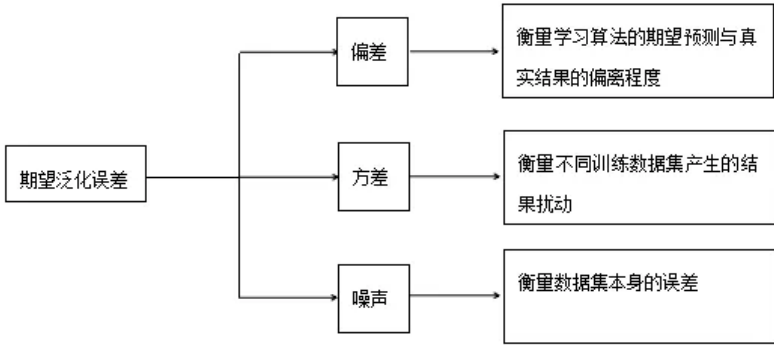 偏差
衡量学习算法的期望预测与真
实结果的偏离程度
期望泛化误差
方差
衡量不同训练数据集产生的结
果扰动
噪声
衡量数据集本身的误差